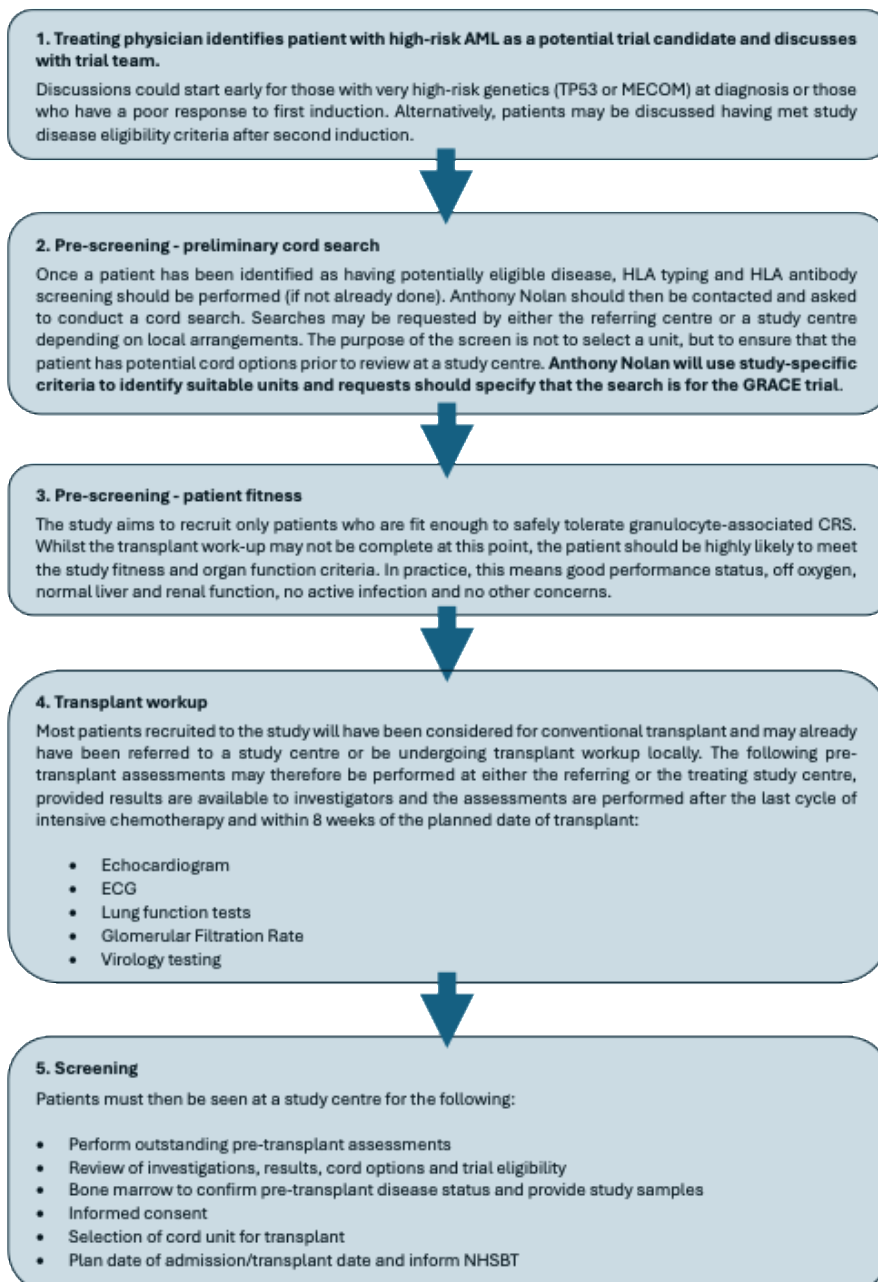 1. Treating physician identifies patient with high-risk AML as a potential trial candidate and discusses
with trial team.
Discussions could start early for those with very high-risk genetics (TP53 or MECOM) at diagnosis or those
who have a poor response to first induction. Alternatively, patients may be discussed having met study
disease eligibility criteria after second induction.
2. Pre-screening - preliminary cord search
Once a patient has been identified as having potentially eligible disease, HLA typing and HLA antibody
screening should be performed (if not already done). Anthony Nolan should then be contacted and asked
to conduct a cord search. Searches may be requested by either the referring centre or a study centre
depending on local arrangements. The purpose of the screen is not to select a unit, but to ensure that the
patient has potential cord options prior to review at a study centre. Anthony Nolan will use study-specific
criteria to identify suitable units and requests should specify that the search is for the GRACE trial.
3. Pre-screening - patient fitness
The study aims to recruit only patients who are fit enough to safely tolerate granulocyte-associated CRS.
Whilst the transplant work-up may not be complete at this point, the patient should be highly likely to meet
the study fitness and organ function criteria. In practice, this means good performance status, off oxygen,
normal liver and renal function, no active infection and no other concerns.
4. Transplant workup
Most patients recruited to the study will have been considered for conventional transplant and may already
have been referred to a study centre or be undergoing transplant workup locally. The following pre-
transplant assessments may therefore be performed at either the referring or the treating study centre,
provided results are available to investigators and the assessments are performed after the last cycle of
intensive chemotherapy and within 8 weeks of the planned date of transplant:
• Echocardiogram
• ECG
• Lung function tests
• Glomerular Filtration Rate
• Virology testing
5. Screening
Patients must then be seen at a study centre for the following:
• Perform outstanding pre-transplant assessments
• Review of investigations, results, cord options and trial eligibility
• Bone marrow to confirm pre-transplant disease status and provide study samples
• Informed consent
• Selection of cord unit for transplant
• Plan date of admission/transplant date and inform NHSBT